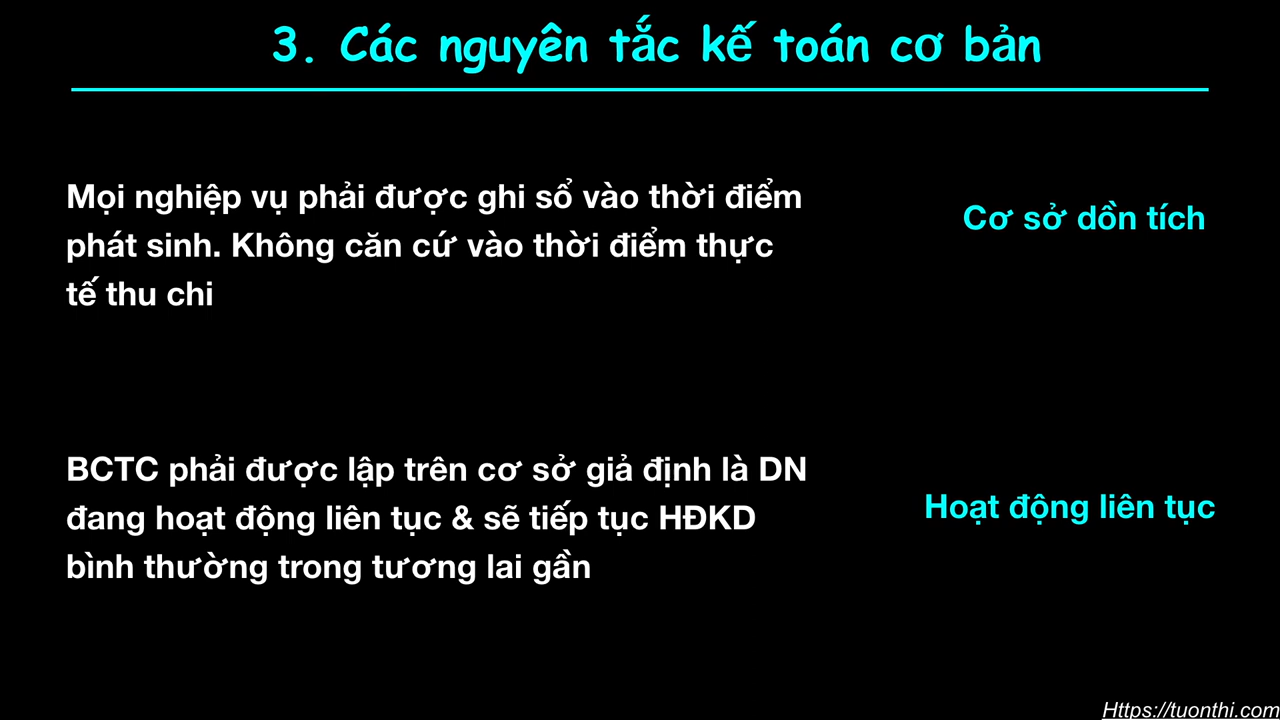 3. Các nguyên tắc kế toán cơ bản
Mọi nghiệp vụ phải được ghi sổ vào thời điểm
phát sinh. Không căn cứ vào thời điểm thực
tế thu chi
Cơ sở dồn tích
BCTC phải được lập trên cơ sở giả định là DN
đang hoạt động liên tục & sẽ tiếp tục HĐKD
bình thường trong tương lai gần
Hoạt động liên tục
Https://tuonthi.com